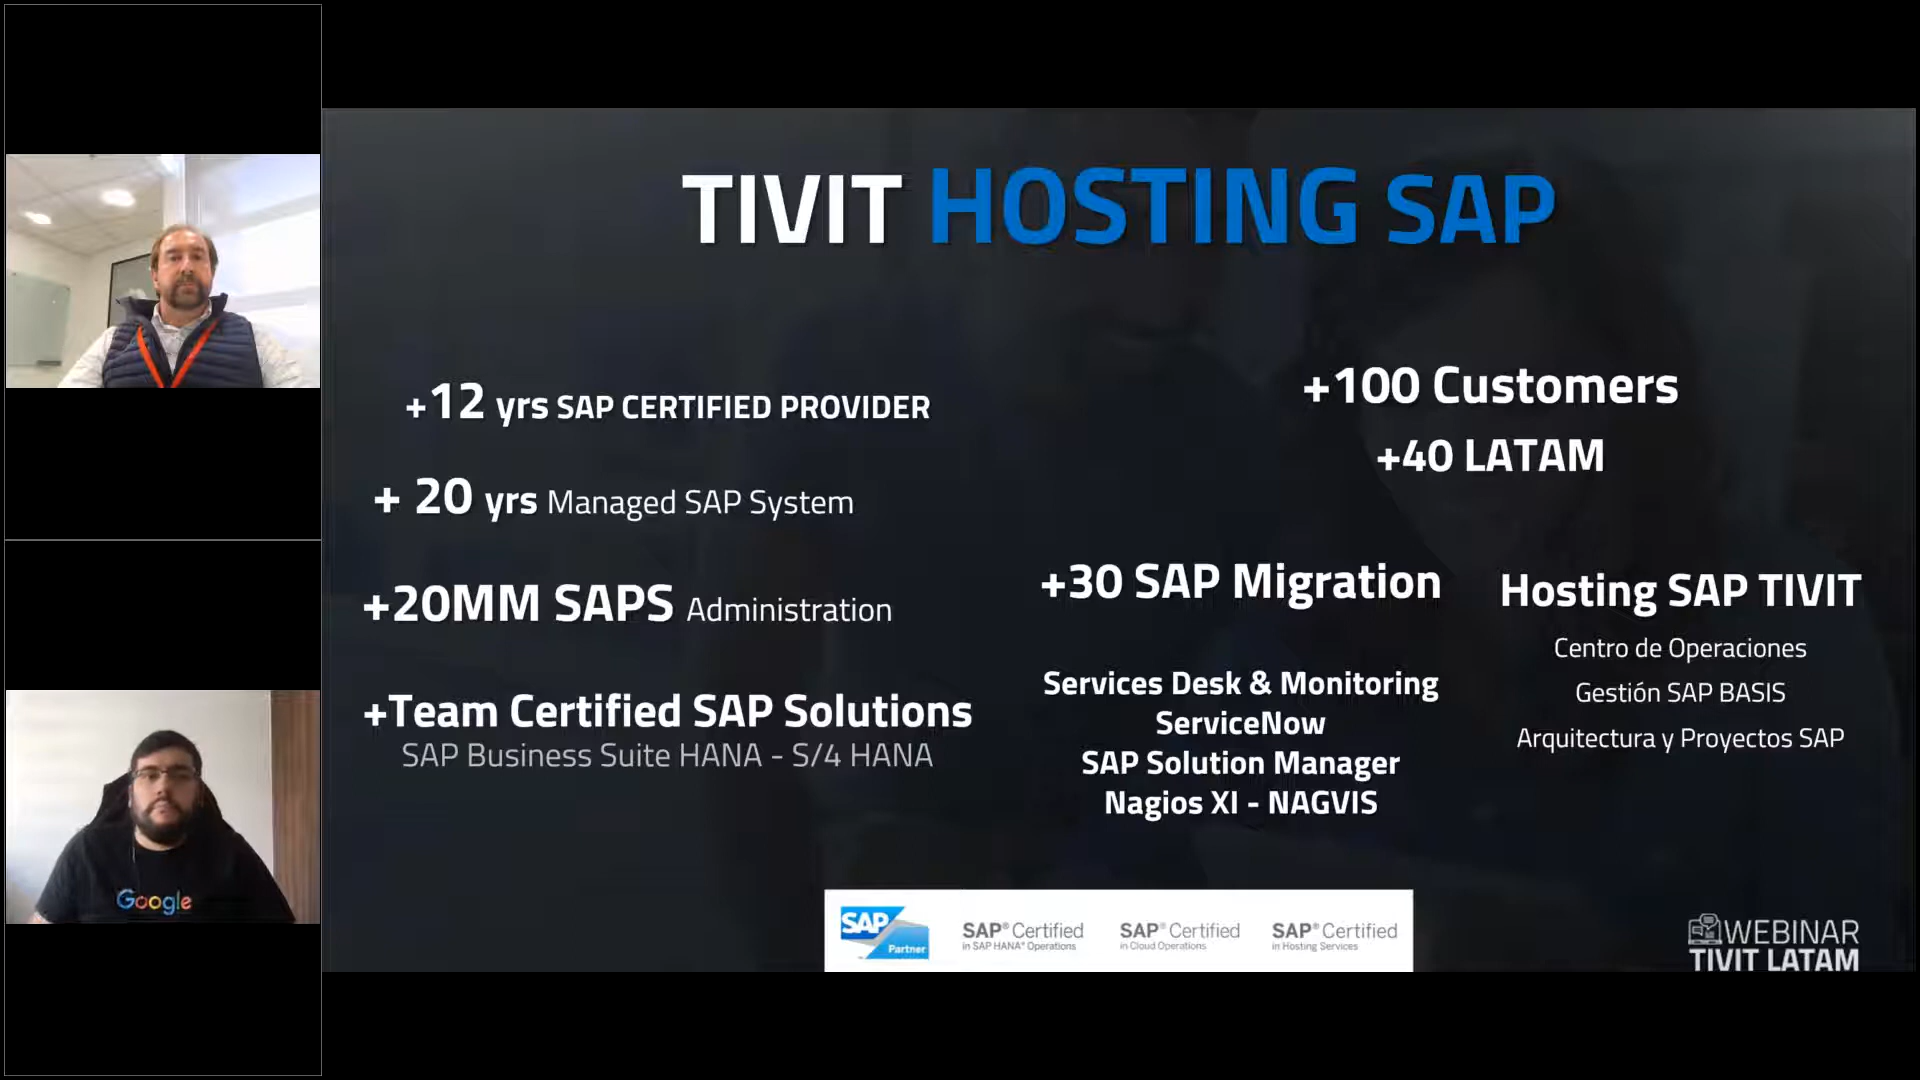 TIVIT HOSTING SAP
+12 yrs SAP CERTIFIED PROVIDER
+ 20 yrs Managed SAP System
+20MM SAPS Administration
+Team Certified SAP Solutions
SAP Business Suite HANA - S/4 HANA
+100 Customers
+40 LATAM
+30 SAP Migration
Services Desk & Monitoring
ServiceNow
SAP Solution Manager
Nagios XI - NAGVIS
Hosting SAP TIVIT
Centro de Operaciones
Gestión SAP BASIS
Arquitectura y Proyectos SAP
Google
SAP
Partner
SAP® Certified
in SAP HANA® Operations
SAP® Certified
in Cloud Operations
SAP® Certified
in Hosting Services
WEBINAR
TIVIT LATAM